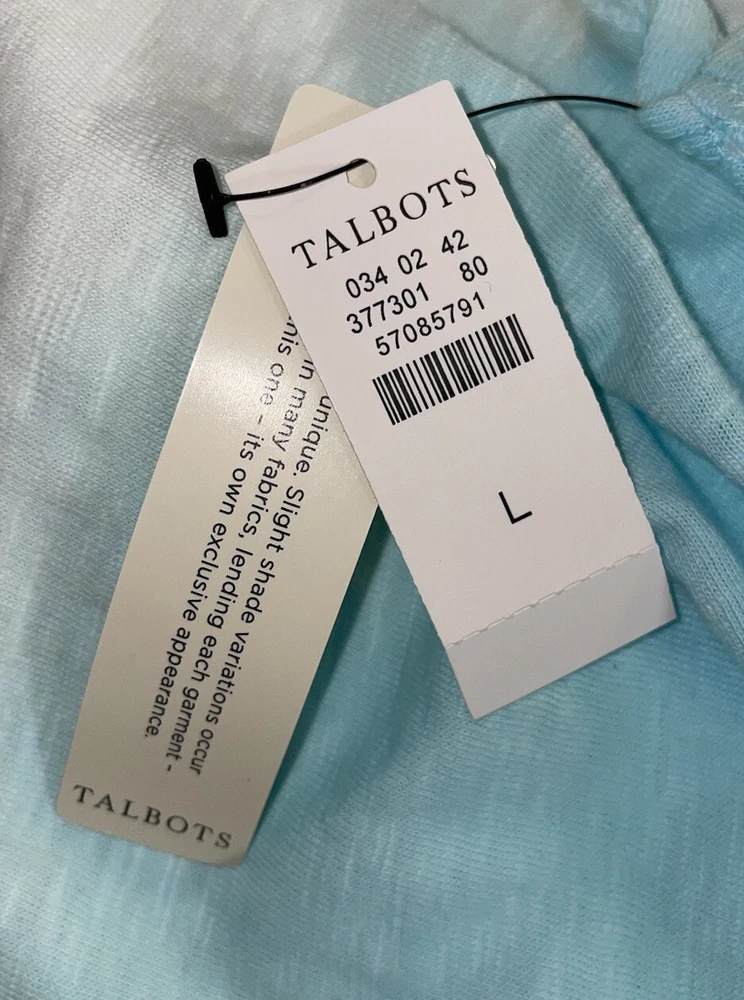 TALBOTS
034 02 42
377301 80
57085791
L
unique. Slight shade variations occur
in many fabrics, lending each garment -
this one - its own exclusive appearance.
TALBOTS